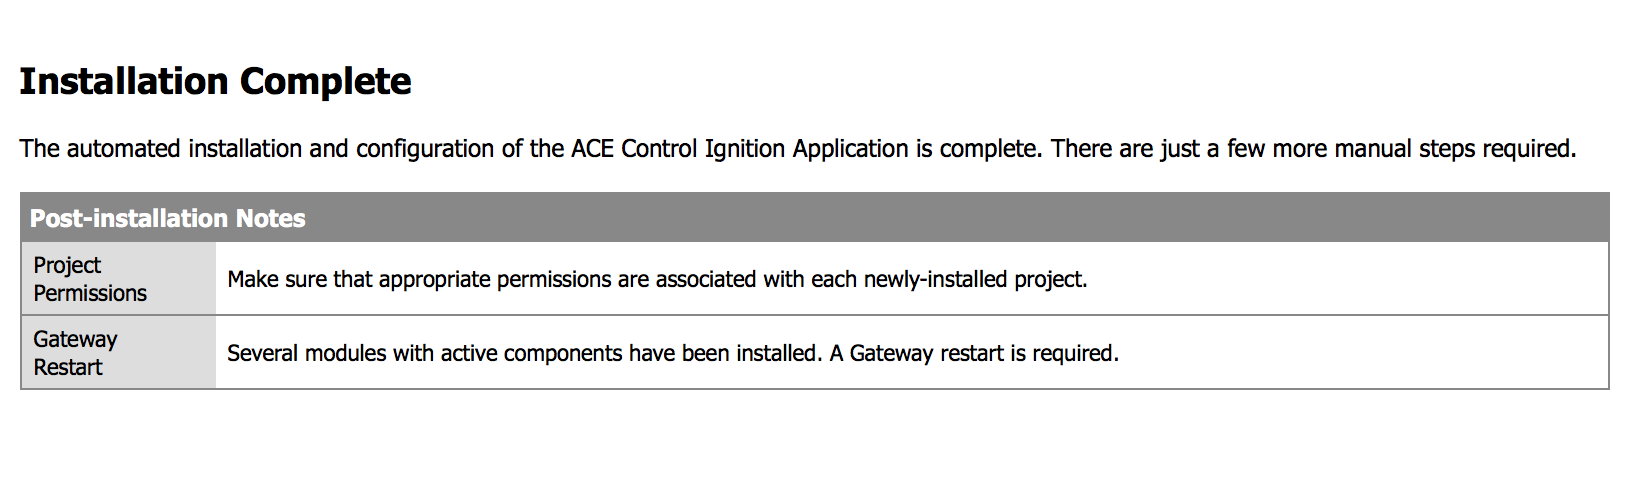 Installation Complete
The automated installation and configuration of the ACE Control Ignition Application is complete. There are just a few more manual steps required.
Post-installation Notes
Project
Permissions
Make sure that appropriate permissions are associated with each newly-installed project.
Gateway
Restart
Several modules with active components have been installed. A Gateway restart is required.